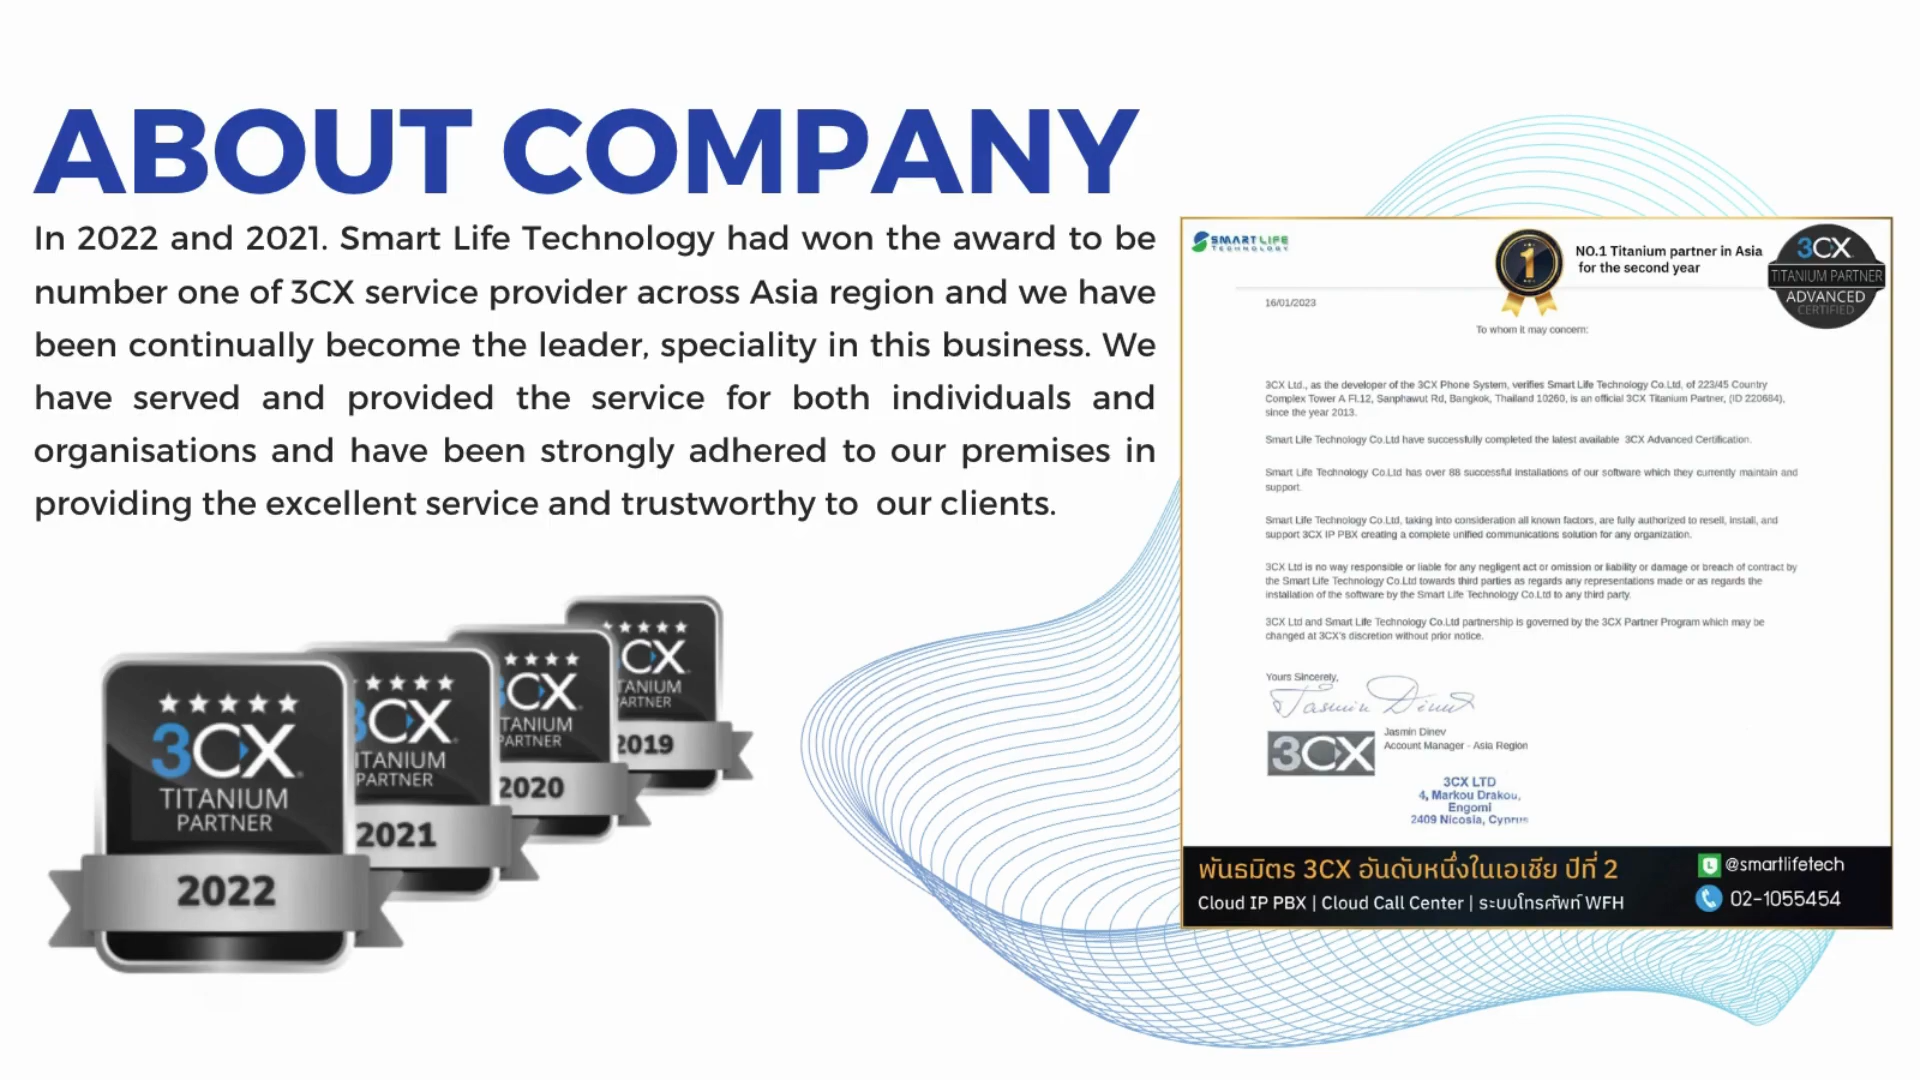 ABOUT COMPANY
In 2022 and 2021. Smart Life Technology had won the award to be
number one of 3CX service provider across Asia region and we have
been continually become the leader, speciality in this business. We
have served and provided the service for both individuals and
organisations and have been strongly adhered to our premises in
providing the excellent service and trustworthy to  our clients.
3CX
TITANIUM
PARTNER
2022
3CX
TITANIUM
PARTNER
2021
3CX
TITANIUM
PARTNER
2020
3CX
TITANIUM
PARTNER
2019
SMART LIFE
TECHNOLOGY
1
NO.1 Titanium partner in Asia
for the second year
3CX
TITANIUM PARTNER
ADVANCED
CERTIFIED
16/01/2023
To whom it may concern:
3CX Ltd., as the developer of the 3CX Phone System, verifies Smart Life Technology Co.Ltd, of 223/45 Country
Complex Tower A Fl.12, Sanphawut Rd, Bangkok, Thailand 10260, is an official 3CX Titanium Partner, (ID 220684),
since the year 2013.
Smart Life Technology Co.Ltd have successfully completed the latest available  3CX Advanced Certification.
Smart Life Technology Co.Ltd has over 88 successful installations of our software which they currently maintain and
support.
Smart Life Technology Co.Ltd, taking into consideration all known factors, are fully authorized to resell, install, and
support 3CX IP PBX creating a complete unified communications solution for any organization.
3CX Ltd is no way responsible or liable for any negligent act or omission or liability or damage or breach of contract by
the Smart Life Technology Co.Ltd towards third parties as regards any representations made or as regards the
installation of the software by the Smart Life Technology Co.Ltd to any third party.
3CX Ltd and Smart Life Technology Co.Ltd partnership is governed by the 3CX Partner Program which may be
changed at 3CX's discretion without prior notice.
Yours Sincerely,
Jasmin Dinev
3CX
Jasmin Dinev
Account Manager - Asia Region
3CX LTD
4, Markou Drakou,
Engomi
2409 Nicosia, Cyprus
พันธมิตร 3CX อันดับหนึ่งในเอเชีย ปีที่ 2
Cloud IP PBX | Cloud Call Center | ระบบโทรศัพท์ WFH
@smartlifetech
02-1055454